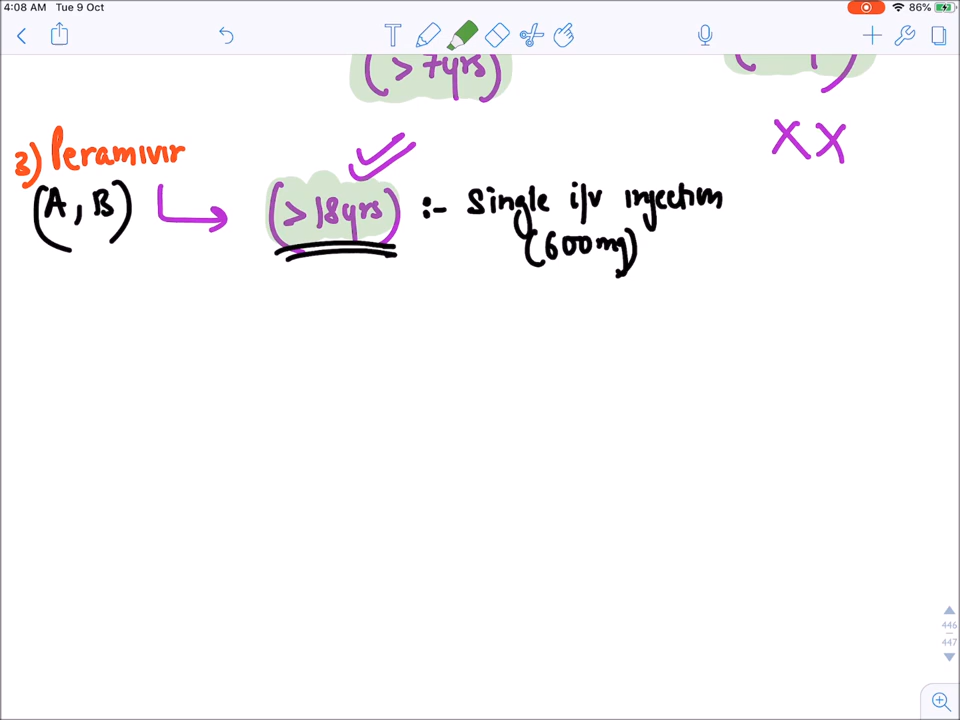 4:08 AM Tue 9 Oct
86%
T
(>7yrs)
XX
3) Peramivir
(A, B)
(>18yrs) :- Single i/v injection
(600mg)
446
447